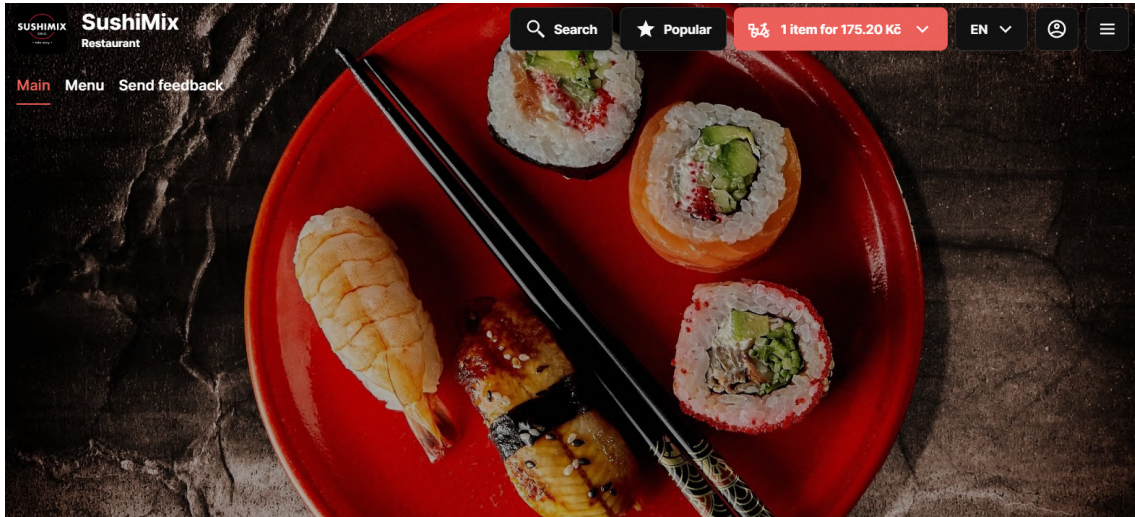 SUSHIMIX
SushiMix
Restaurant
Search
Popular
1 item for 175.20 Kč
EN
Main
Menu
Send feedback